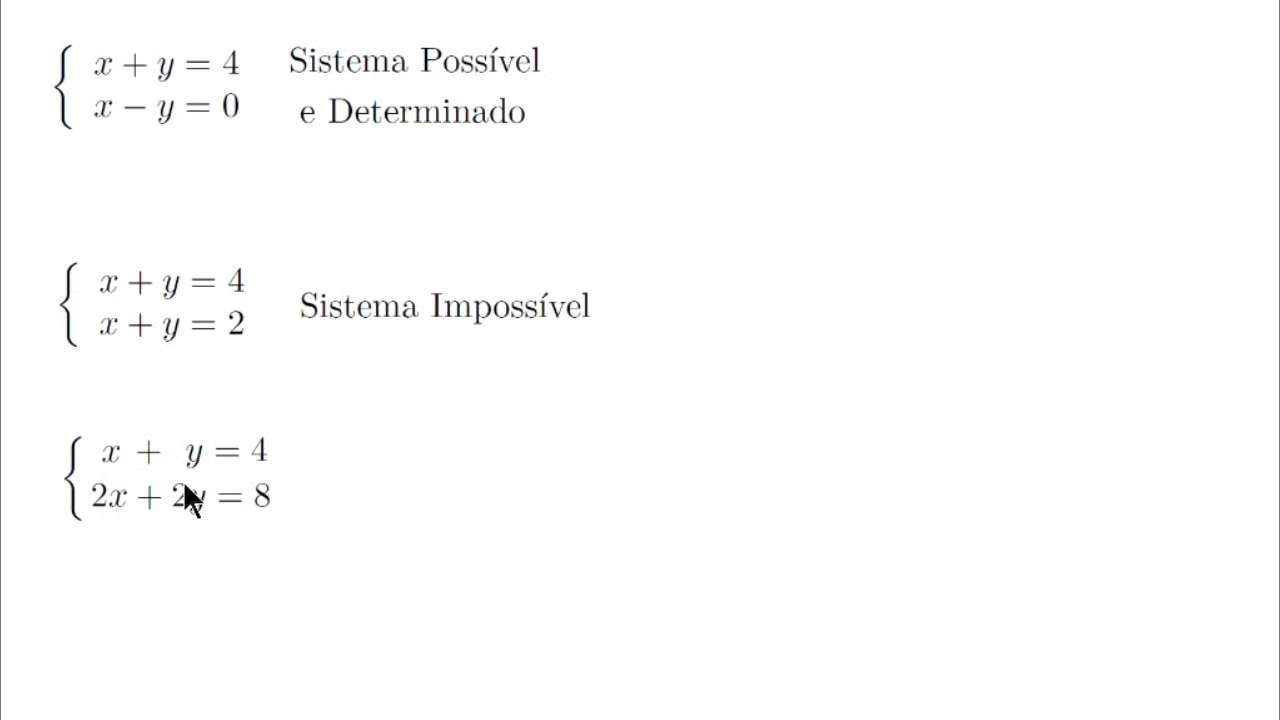 x + y = 4 Sistema Possível
x − y = 0 e Determinado
x + y = 4
x + y = 2 Sistema Impossível
x + y = 4
2x + 2y = 8